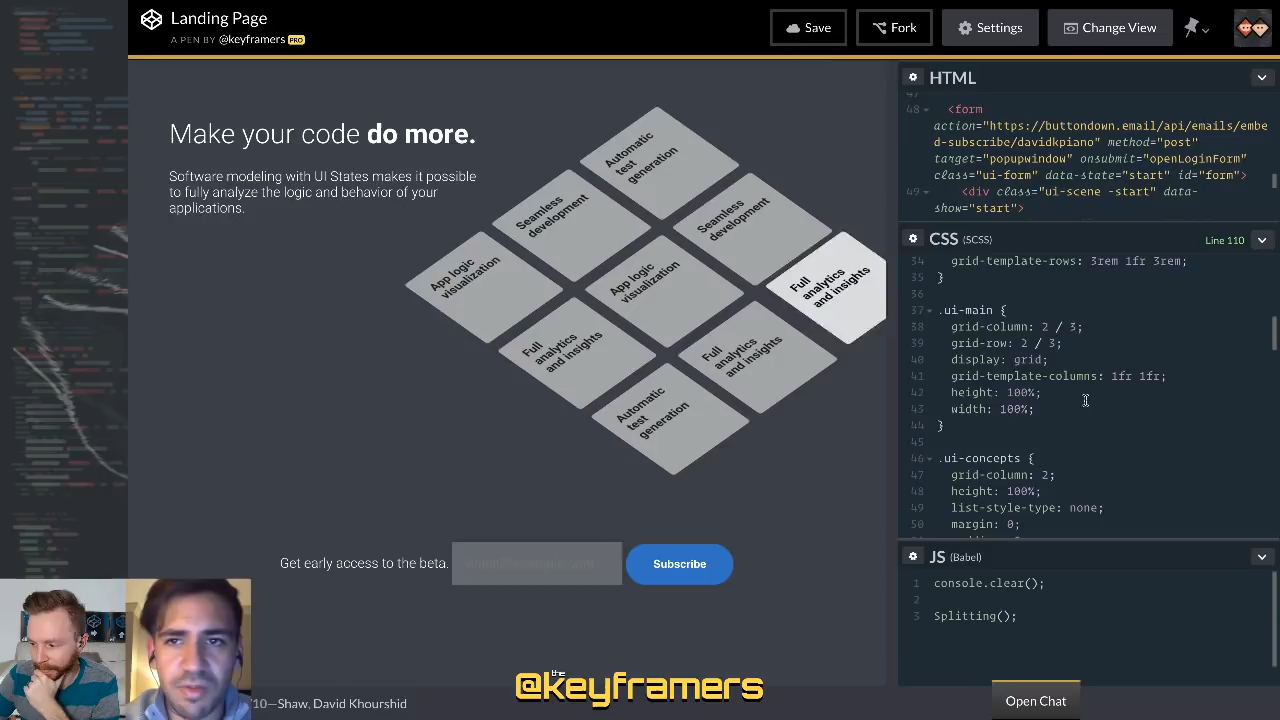 Landing Page
A PEN BY @keyframers PRO
Save
Fork
Settings
Change View
Make your code do more.
Software modeling with UI States makes it possible
to fully analyze the logic and behavior of your
applications.
Automatic
test
generation
Seamless
development
Seamless
development
App logic
visualization
App logic
visualization
Full
analytics
and insights
Full
analytics
and insights
Full
analytics
and insights
Automatic
test
generation
Get early access to the beta.
Subscribe
HTML
47
48 <form
action="https://buttondown.email/api/emails/embe
d-subscribe/davidkpiano" method="post"
target="popupwindow" onsubmit="openLoginForm"
class="ui-form" data-state="start" id="form">
49 <div class="ui-scene -start" data-
show="start">
CSS (SCSS)
Line 110
34 grid-template-rows: 3rem 1fr 3rem;
35 }
36
37 .ui-main {
38 grid-column: 2 / 3;
39 grid-row: 2 / 3;
40 display: grid;
41 grid-template-columns: 1fr 1fr;
42 height: 100%;
43 width: 100%;
44 }
45
46 .ui-concepts {
47 grid-column: 2;
48 height: 100%;
49 list-style-type: none;
50 margin: 0;
JS (Babel)
1 console.clear();
2
3 Splitting();
the
@keyframers
/10—Shaw, David Khourshid
Open Chat